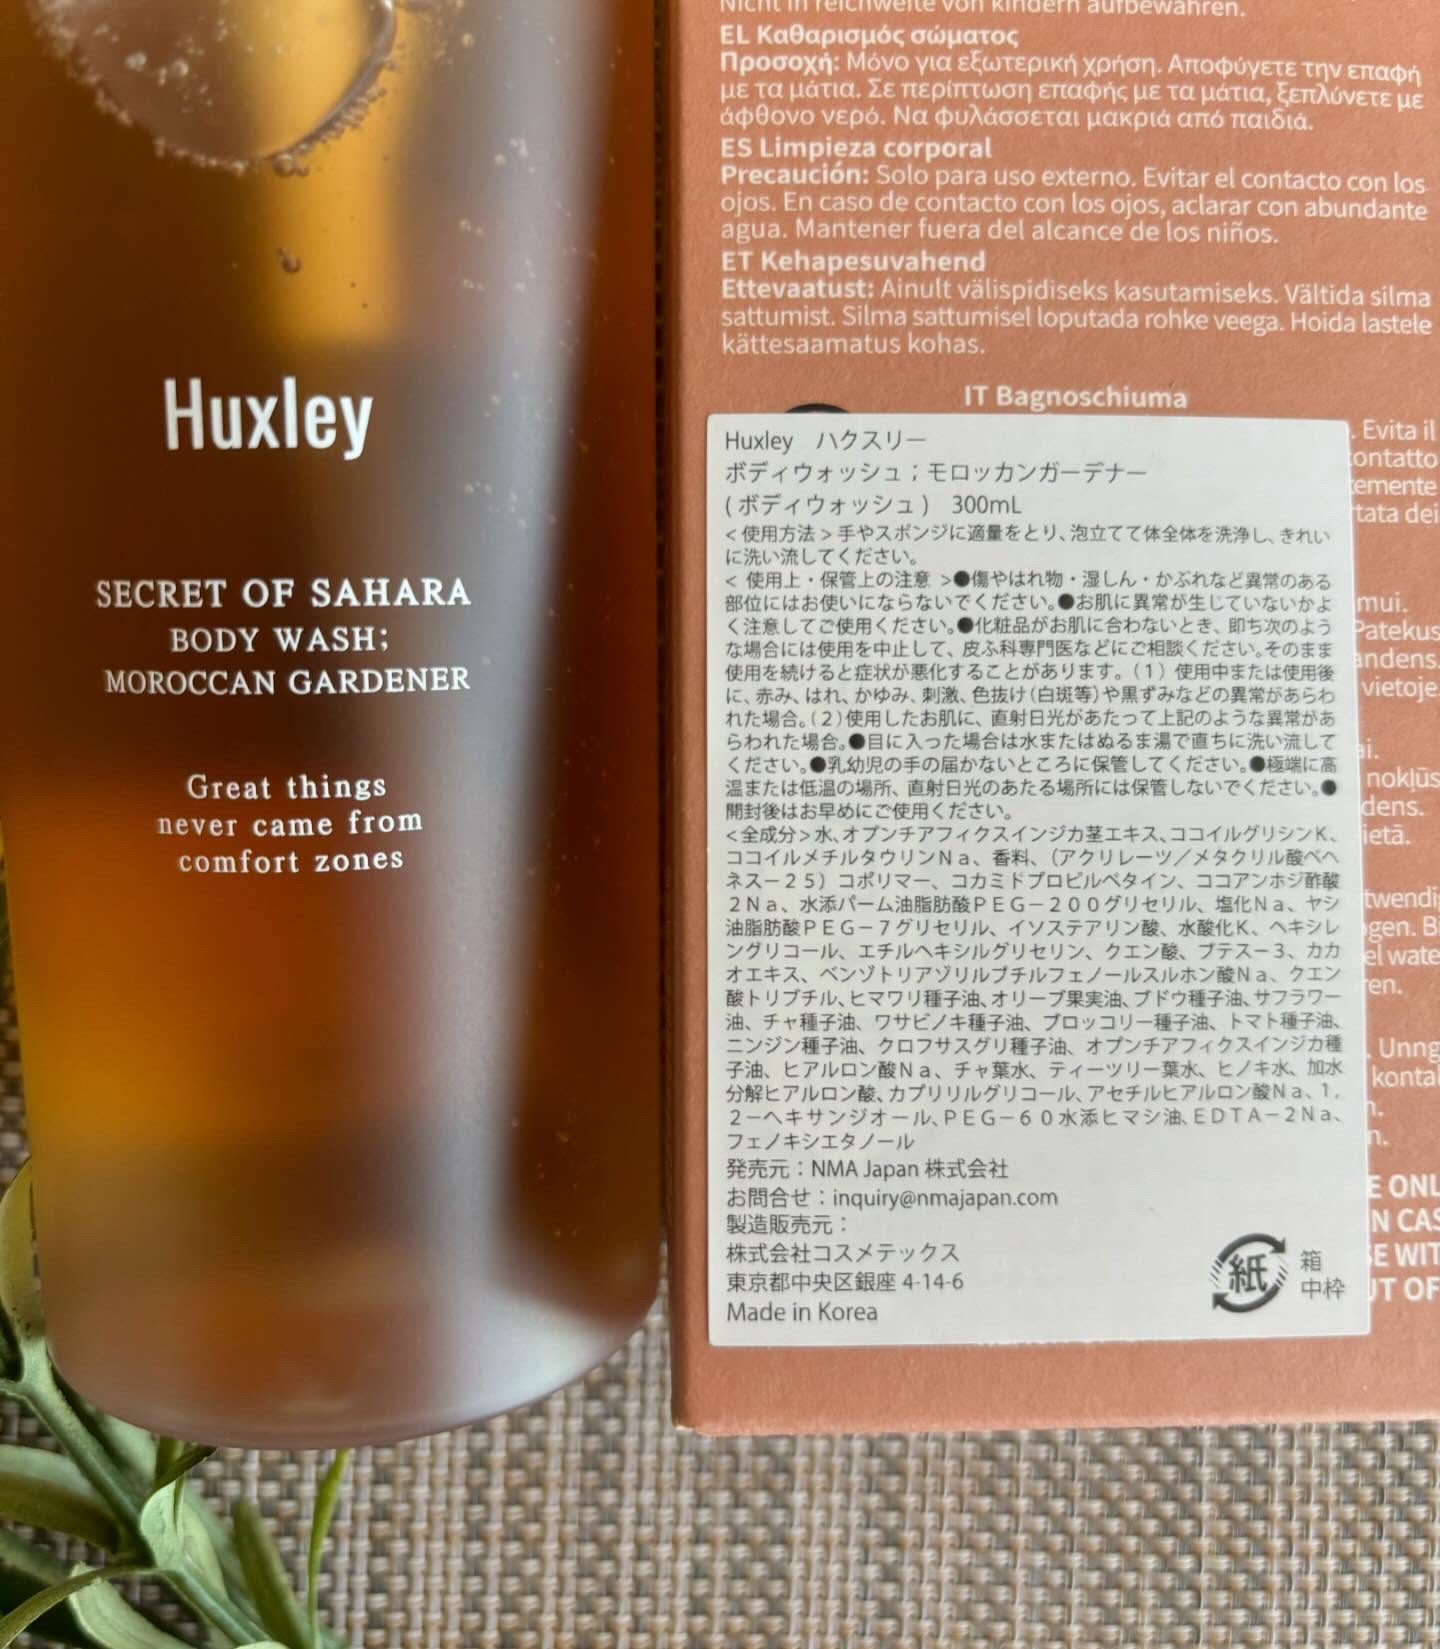 Huxley
SECRET OF SAHARA
BODY WASH;
MOROCCAN GARDENER
Great things
never came from
comfort zones
Nicht in reichweite von kindern aufbewahren.
EL Καθαρισμός σώματος
Προσοχή: Μόνο για εξωτερική χρήση. Αποφύγετε την επαφή
με τα μάτια. Σε περίπτωση επαφής με τα μάτια, ξεπλύνετε με
άφθονο νερό. Να φυλάσσεται μακριά από παιδιά.
ES Limpieza corporal
Precaución: Solo para uso externo. Evitar el contacto con los
ojos. En caso de contacto con los ojos, aclarar con abundante
agua. Mantener fuera del alcance de los niños.
ET Kehapesuvahend
Ettevaatust: Ainult välispidiseks kasutamiseks. Vältida silma
sattumist. Silma sattumisel loputada rohke veega. Hoida lastele
kättesaamatus kohas.
IT Bagnoschiuma
Huxley ハクスリー
ボディウォッシュ；モロッカンガーデナー
(ボディウォッシュ) 300mL
<使用方法>手やスポンジに適量をとり、泡立てて体全体を洗浄し、きれい
に洗い流してください。
< 使用上・保管上の注意 >●傷やはれ物・湿しん・かぶれなど異常のある
部位にはお使いにならないでください。●お肌に異常が生じていないかよ
く注意してご使用ください。●化粧品がお肌に合わないとき、即ち次のよう
な場合には使用を中止して、皮ふ科専門医などにご相談ください。そのまま
使用を続けると症状が悪化することがあります。（1）使用中または使用後
に、赤み、はれ、かゆみ、刺激、色抜け（白斑等）や黒ずみなどの異常があらわ
れた場合。（2）使用したお肌に、直射日光があたって上記のような異常があ
らわれた場合。●目に入った場合は水またはぬるま湯で直ちに洗い流して
ください。●乳幼児の手の届かないところに保管してください。●極端に高
温または低温の場所、直射日光のあたる場所には保管しないでください。●
開封後はお早めにご使用ください。
<全成分>水、オプンチアフィクスインジカ茎エキス、ココイルグリシンＫ、
ココイルメチルタウリンＮａ、香料、（アクリレーツ／メタクリル酸ベヘ
ネス－２５）コポリマー、コカミドプロピルベタイン、ココアンホジ酢酸
２Ｎａ、水添パーム油脂肪酸ＰＥＧ－２００グリセリル、塩化Ｎａ、ヤシ
油脂肪酸ＰＥＧ－７グリセリル、イソステアリン酸、水酸化Ｋ、ヘキシレ
ングリコール、エチルヘキシルグリセリン、クエン酸、ブテス－３、カカ
オエキス、ベンゾトリアゾリルブチルフェノールスルホン酸Ｎａ、クエン
酸トリブチル、ヒマワリ種子油、オリーブ果実油、ブドウ種子油、サフラワー
油、チャ種子油、ワサビノキ種子油、ブロッコリー種子油、トマト種子油、
ニンジン種子油、クロフサスグリ種子油、オプンチアフィクスインジカ種
子油、ヒアルロン酸Ｎａ、チャ葉水、ティーツリー葉水、ヒノキ水、加水
分解ヒアルロン酸、カプリリルグリコール、アセチルヒアルロン酸Ｎａ、１，
２－ヘキサンジオール、ＰＥＧ－６０水添ヒマシ油、ＥＤＴＡ－２Ｎａ、
フェノキシエタノール
発売元：NMA Japan 株式会社
お問合せ：inquiry@nmajapan.com
製造販売元：
株式会社コスメテックス
東京都中央区銀座 4-14-6
Made in Korea
紙
箱
中枠
. Evita il
contatto
temente
tata dei
mui.
Patekus
andens.
vietoje.
nokļūs
dens.
ietā.
twendig
el wate
ren.
. Unng
kontal
E ONL
N CAS
SE WIT
UT OF